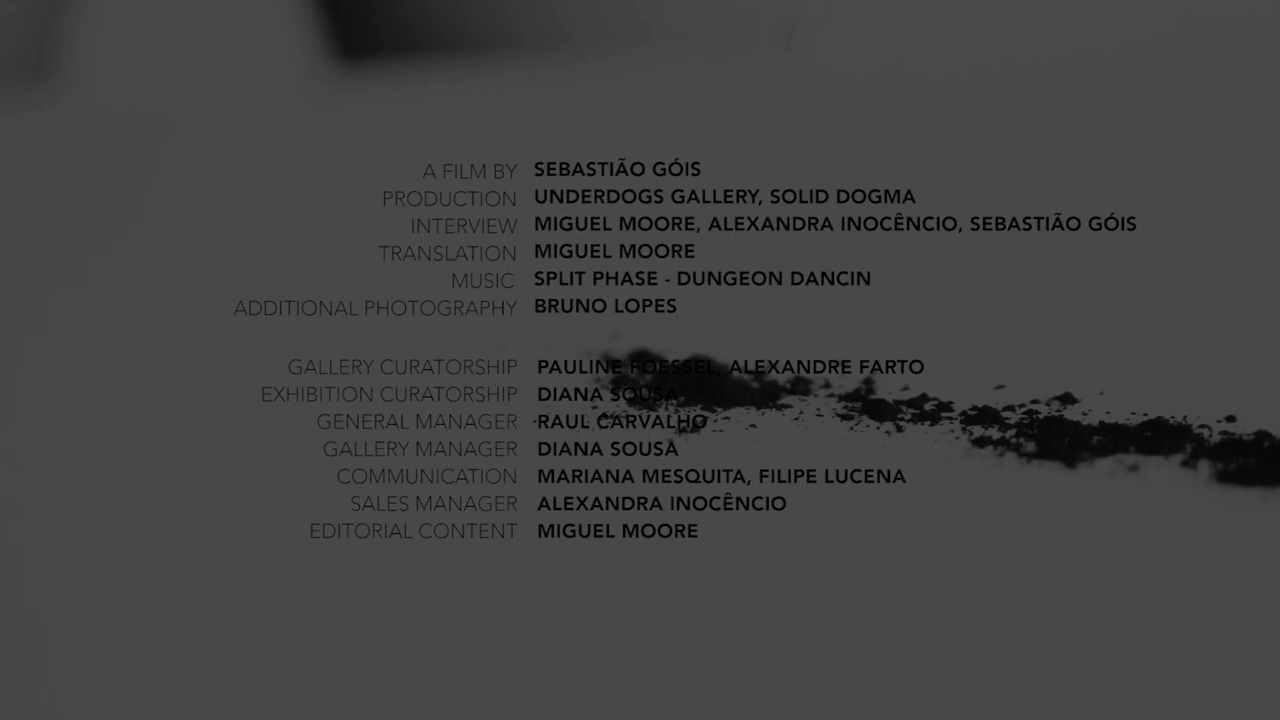 A FILM BY SEBASTIÃO GÓIS
PRODUCTION UNDERDOGS GALLERY, SOLID DOGMA
INTERVIEW MIGUEL MOORE, ALEXANDRA INOCÊNCIO, SEBASTIÃO GÓIS
TRANSLATION MIGUEL MOORE
MUSIC SPLIT PHASE - DUNGEON DANCIN
ADDITIONAL PHOTOGRAPHY BRUNO LOPES
GALLERY CURATORSHIP PAULINE FOESSEL, ALEXANDRE FARTO
EXHIBITION CURATORSHIP DIANA SOUSA
GENERAL MANAGER RAUL CARVALHO
GALLERY MANAGER DIANA SOUSA
COMMUNICATION MARIANA MESQUITA, FILIPE LUCENA
SALES MANAGER ALEXANDRA INOCÊNCIO
EDITORIAL CONTENT MIGUEL MOORE